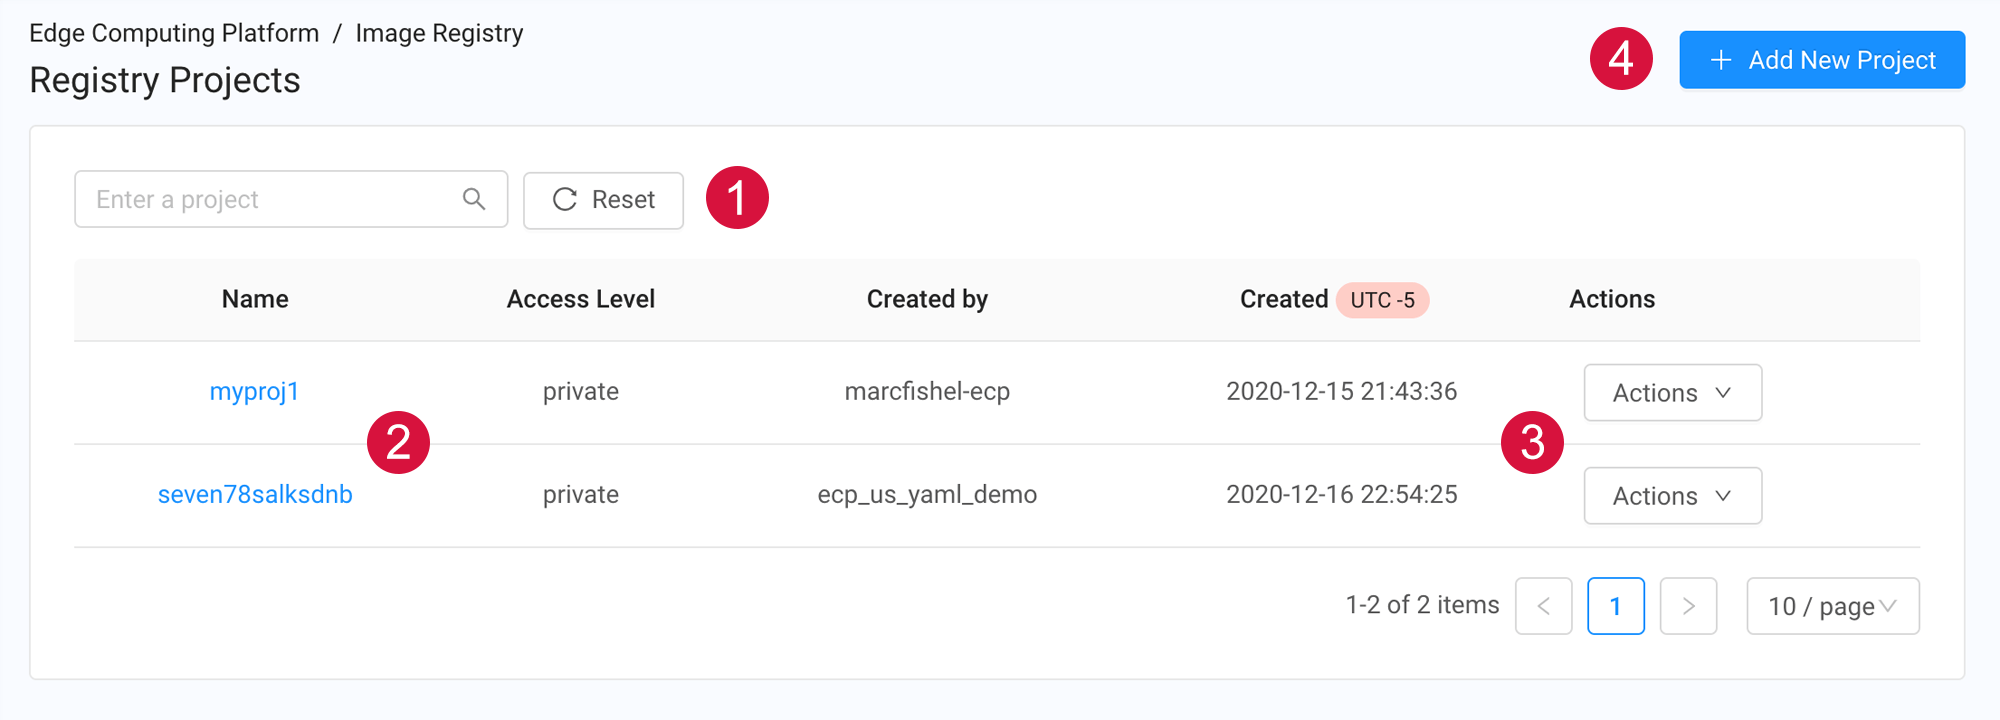 Edge Computing Platform / Image Registry
Registry Projects
4
+ Add New Project
Enter a project
Reset
1
Name Access Level Created by Created UTC -5 Actions
myproj1 private marcfishel-ecp 2020-12-15 21:43:36 Actions
2
3
seven78salksdnb private ecp_us_yaml_demo 2020-12-16 22:54:25 Actions
1-2 of 2 items < 1 > 10 / page